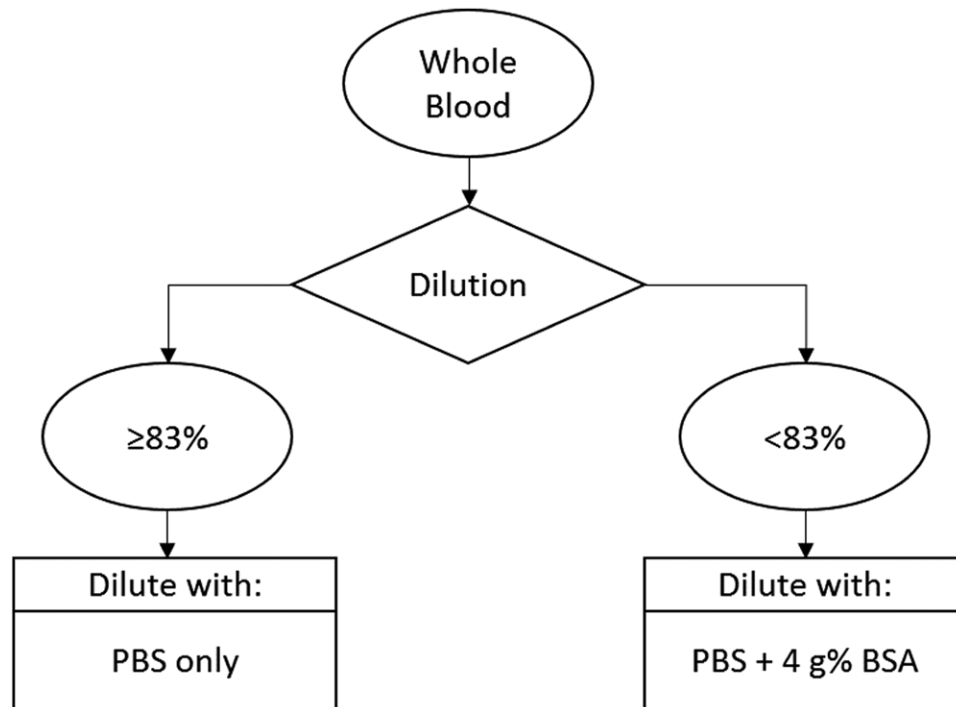 Whole
Blood
Dilution
≥83%
<83%
Dilute with:
PBS only
Dilute with:
PBS + 4 g% BSA